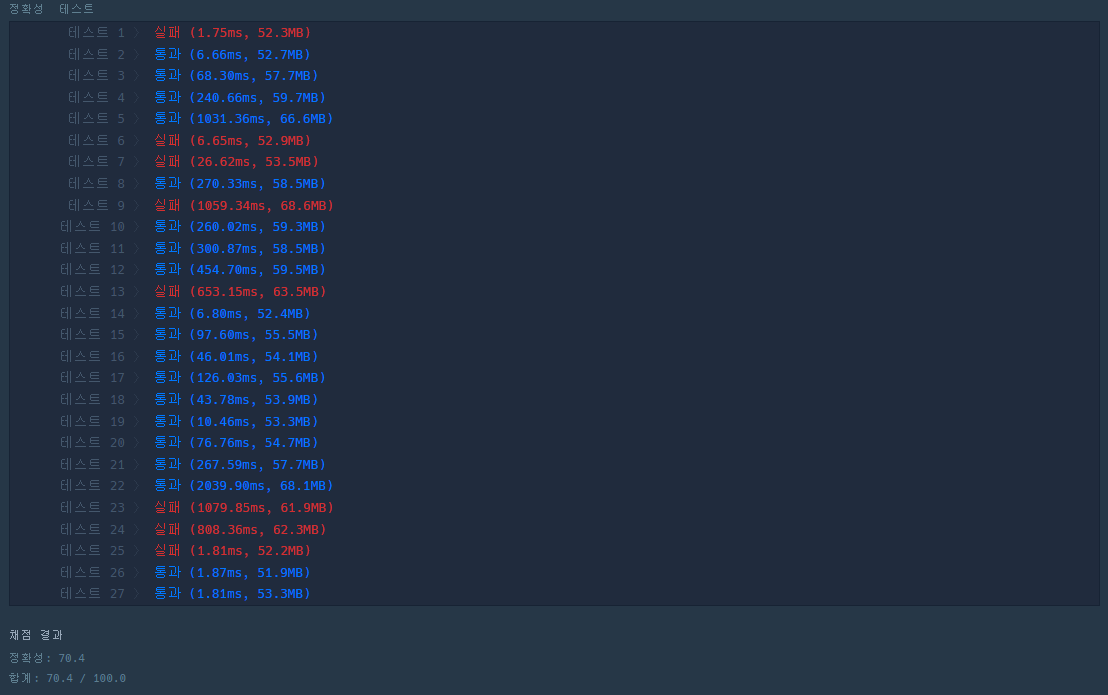 정확성 테스트
테스트 1 〉 실패 (1.75ms, 52.3MB)
테스트 2 〉 통과 (6.66ms, 52.7MB)
테스트 3 〉 통과 (68.30ms, 57.7MB)
테스트 4 〉 통과 (240.66ms, 59.7MB)
테스트 5 〉 통과 (1031.36ms, 66.6MB)
테스트 6 〉 실패 (6.65ms, 52.9MB)
테스트 7 〉 실패 (26.62ms, 53.5MB)
테스트 8 〉 통과 (270.33ms, 58.5MB)
테스트 9 〉 실패 (1059.34ms, 68.6MB)
테스트 10 〉 통과 (260.02ms, 59.3MB)
테스트 11 〉 통과 (300.87ms, 58.5MB)
테스트 12 〉 통과 (454.70ms, 59.5MB)
테스트 13 〉 실패 (653.15ms, 63.5MB)
테스트 14 〉 통과 (6.80ms, 52.4MB)
테스트 15 〉 통과 (97.60ms, 55.5MB)
테스트 16 〉 통과 (46.01ms, 54.1MB)
테스트 17 〉 통과 (126.03ms, 55.6MB)
테스트 18 〉 통과 (43.78ms, 53.9MB)
테스트 19 〉 통과 (10.46ms, 53.3MB)
테스트 20 〉 통과 (76.76ms, 54.7MB)
테스트 21 〉 통과 (267.59ms, 57.7MB)
테스트 22 〉 통과 (2039.90ms, 68.1MB)
테스트 23 〉 실패 (1079.85ms, 61.9MB)
테스트 24 〉 실패 (808.36ms, 62.3MB)
테스트 25 〉 실패 (1.81ms, 52.2MB)
테스트 26 〉 통과 (1.87ms, 51.9MB)
테스트 27 〉 통과 (1.81ms, 53.3MB)
채점 결과
정확성: 70.4
합계: 70.4 / 100.0